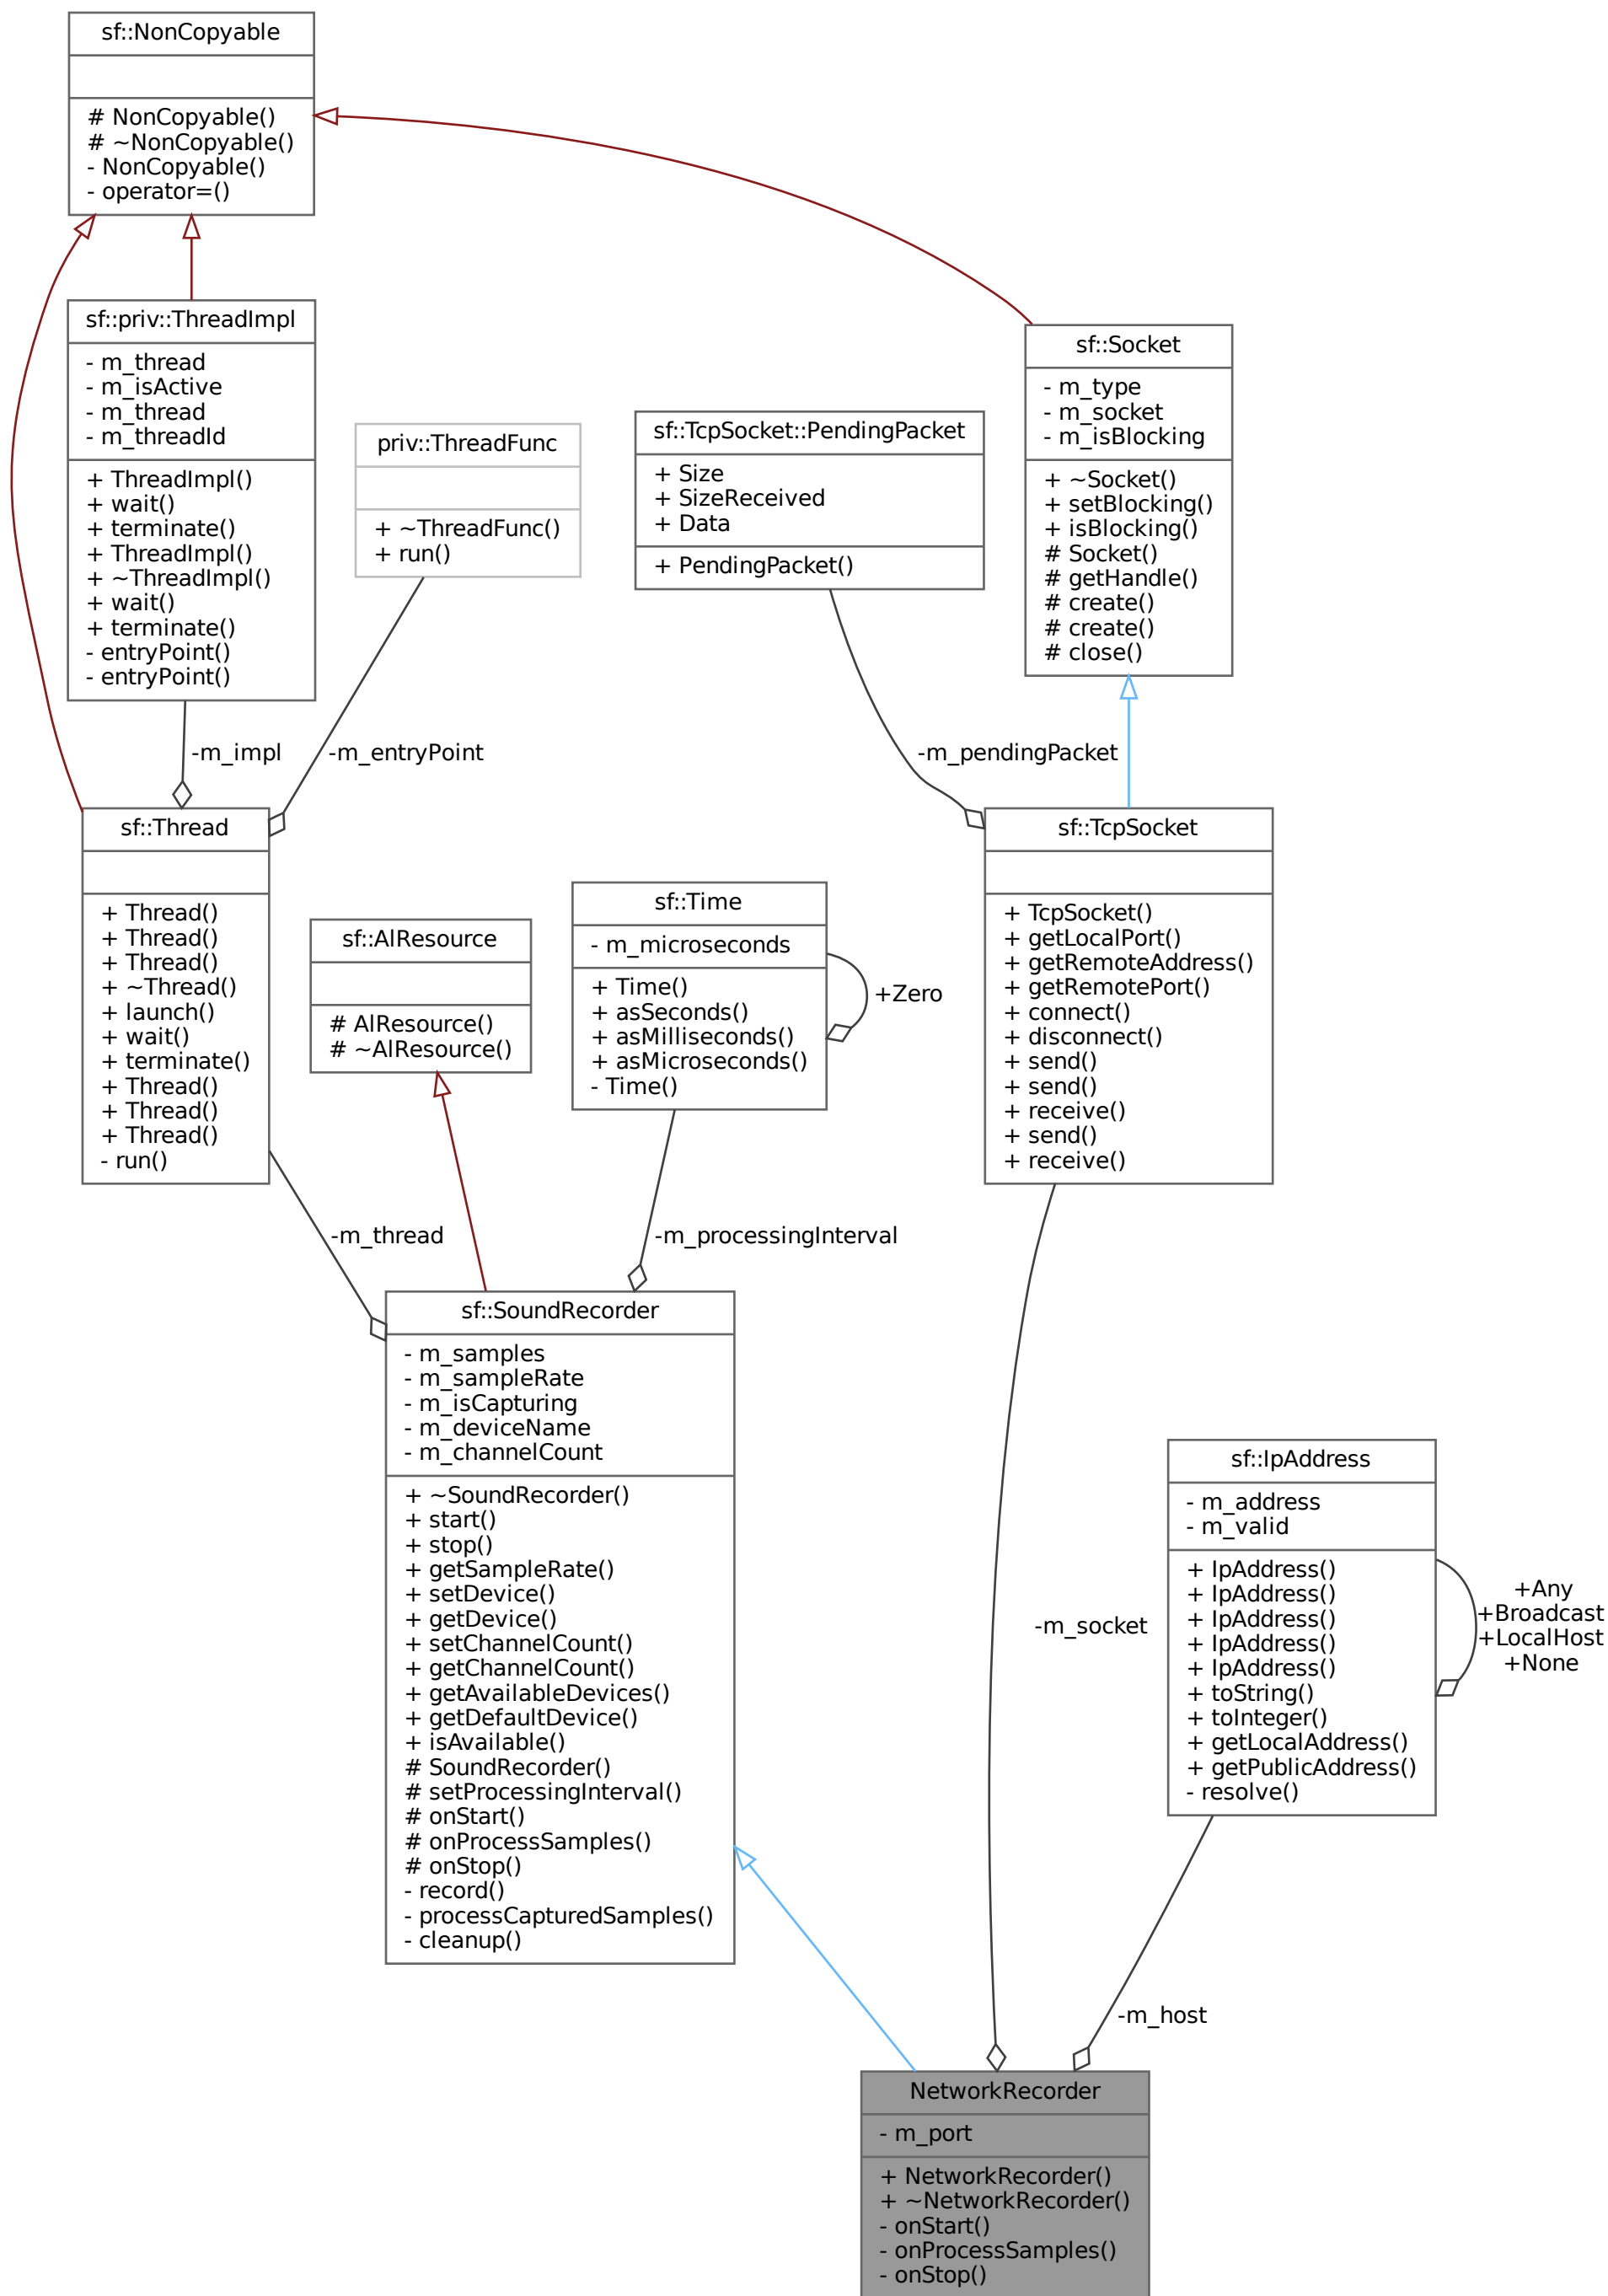 sf::NonCopyable
# NonCopyable()
# ~NonCopyable()
- NonCopyable()
- operator=()
sf::priv::ThreadImpl
- m_thread
- m_isActive
- m_thread
- m_threadId
+ ThreadImpl()
+ wait()
+ terminate()
+ ThreadImpl()
+ ~ThreadImpl()
+ wait()
+ terminate()
- entryPoint()
- entryPoint()
priv::ThreadFunc
+ ~ThreadFunc()
+ run()
sf::TcpSocket::PendingPacket
+ Size
+ SizeReceived
+ Data
+ PendingPacket()
sf::Socket
- m_type
- m_socket
- m_isBlocking
+ ~Socket()
+ setBlocking()
+ isBlocking()
# Socket()
# getHandle()
# create()
# create()
# close()
-m_impl
-m_entryPoint
-m_pendingPacket
sf::Thread
+ Thread()
+ Thread()
+ Thread()
+ ~Thread()
+ launch()
+ wait()
+ terminate()
+ Thread()
+ Thread()
+ Thread()
- run()
sf::AlResource
# AlResource()
# ~AlResource()
sf::Time
- m_microseconds
+ Time()
+ asSeconds()
+ asMilliseconds()
+ asMicroseconds()
- Time()
+Zero
sf::TcpSocket
+ TcpSocket()
+ getLocalPort()
+ getRemoteAddress()
+ getRemotePort()
+ connect()
+ disconnect()
+ send()
+ send()
+ receive()
+ send()
+ receive()
-m_thread
-m_processingInterval
sf::SoundRecorder
- m_samples
- m_sampleRate
- m_isCapturing
- m_deviceName
- m_channelCount
+ ~SoundRecorder()
+ start()
+ stop()
+ getSampleRate()
+ setDevice()
+ getDevice()
+ setChannelCount()
+ getChannelCount()
+ getAvailableDevices()
+ getDefaultDevice()
+ isAvailable()
# SoundRecorder()
# setProcessingInterval()
# onStart()
# onProcessSamples()
# onStop()
- record()
- processCapturedSamples()
- cleanup()
-m_socket
sf::IpAddress
- m_address
- m_valid
+ IpAddress()
+ IpAddress()
+ IpAddress()
+ IpAddress()
+ IpAddress()
+ toString()
+ toInteger()
+ getLocalAddress()
+ getPublicAddress()
- resolve()
+Any
+Broadcast
+LocalHost
+None
-m_host
NetworkRecorder
- m_port
+ NetworkRecorder()
+ ~NetworkRecorder()
- onStart()
- onProcessSamples()
- onStop()